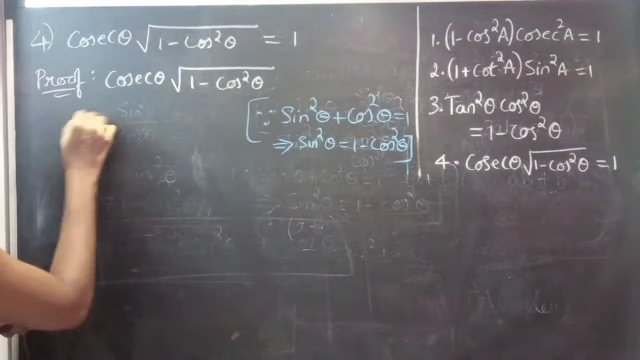 4) Cosecθ √(1 - Cos²θ) = 1
Proof : Cosecθ √(1 - Cos²θ)
[∵ Sin²θ + Cos²θ = 1
⇒ Sin²θ = 1 - Cos²θ]
1. (1 - Cos²A) Cosec²A = 1
2. (1 + Cot²A) Sin²A = 1
3. Tan²θ Cos²θ
= 1 - Cos²θ
4. Cosecθ √(1 - Cos²θ) = 1